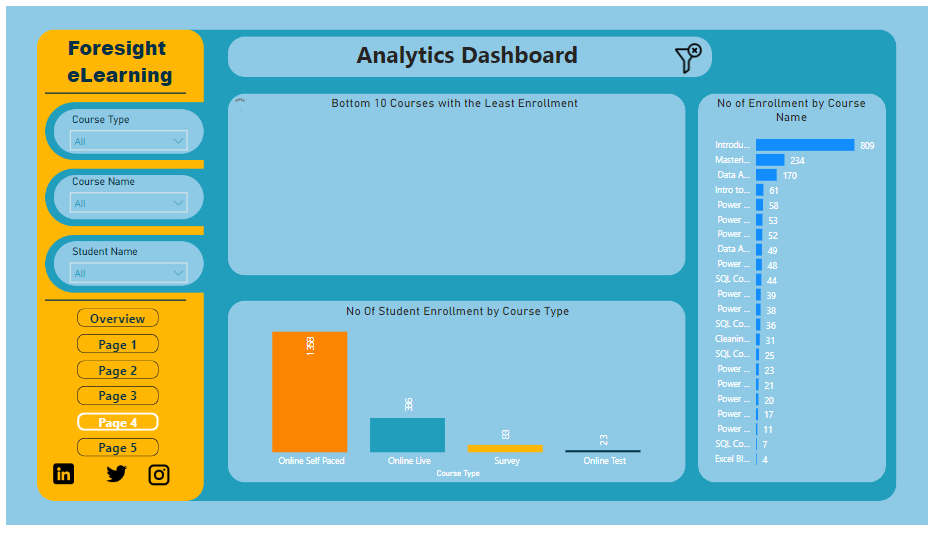 Foresight
eLearning
Course Type
All
Course Name
All
Student Name
All
Overview
Page 1
Page 2
Page 3
Page 4
Page 5
Analytics Dashboard
Bottom 10 Courses with the Least Enrollment
No Of Student Enrollment by Course Type
1358
336
83
23
Online Self Paced
Online Live
Survey
Online Test
Course Type
No of Enrollment by Course
Name
Introdu... 809
Masteri... 234
Data A... 170
Intro to... 61
Power ... 58
Power ... 53
Power ... 52
Data A... 49
Power ... 48
SQL Co... 44
Power ... 39
Power ... 38
SQL Co... 36
Cleanin... 31
SQL Co... 25
Power ... 23
Power ... 21
Power ... 20
Power ... 17
Power ... 11
SQL Co... 7
Excel Bl... 4